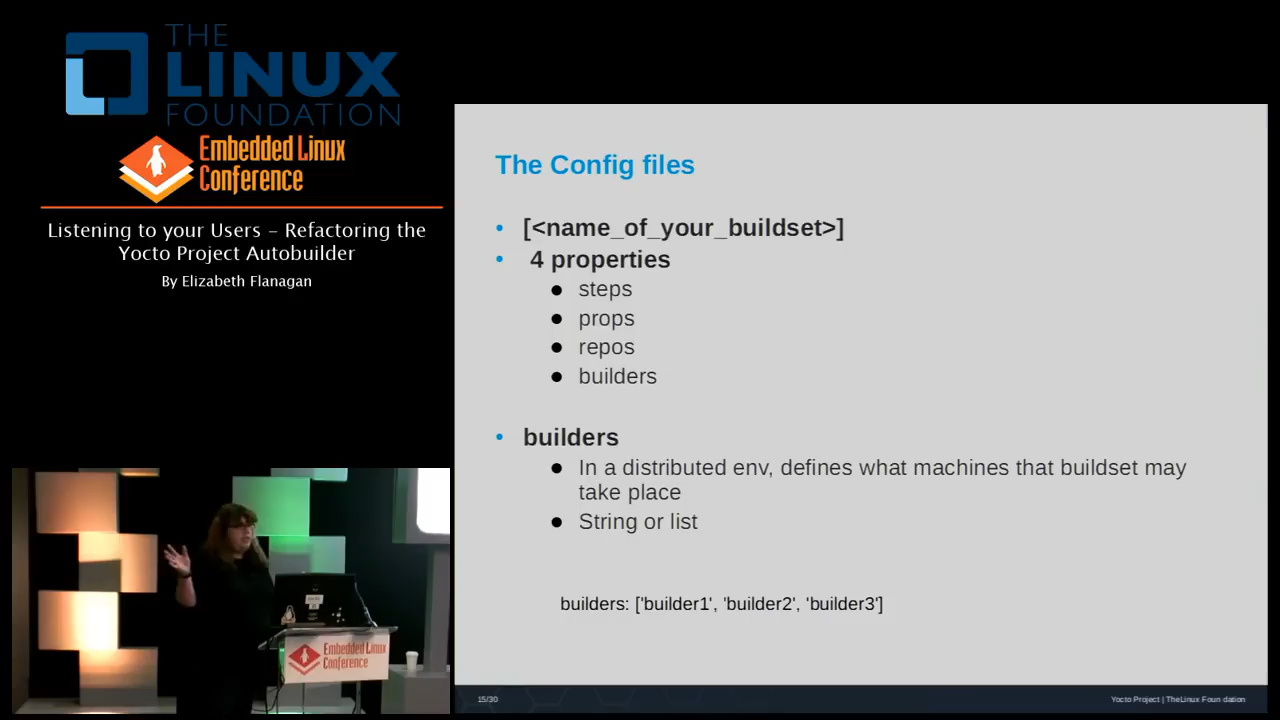 THE
LINUX
FOUNDATION
Embedded Linux
Conference
Listening to your Users – Refactoring the
Yocto Project Autobuilder
By Elizabeth Flanagan
The Config files
• [<name_of_your_buildset>]
• 4 properties
● steps
● props
● repos
● builders
• builders
● In a distributed env, defines what machines that buildset may
take place
● String or list
builders: ['builder1', 'builder2', 'builder3']
Embedded Linux
Conference
15/30
Yocto Project | TheLinux Foun dation